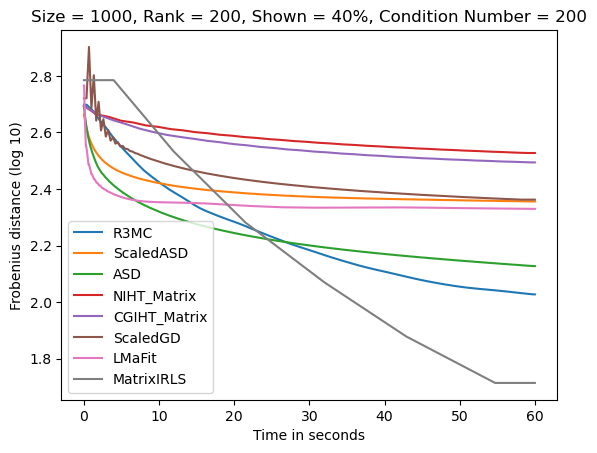 Size = 1000, Rank = 200, Shown = 40%, Condition Number = 200
Frobenius distance (log 10)
2.8
2.6
2.4
2.2
2.0
1.8
R3MC
ScaledASD
ASD
NIHT_Matrix
CGIHT_Matrix
ScaledGD
LMaFit
MatrixIRLS
0 10 20 30 40 50 60
Time in seconds